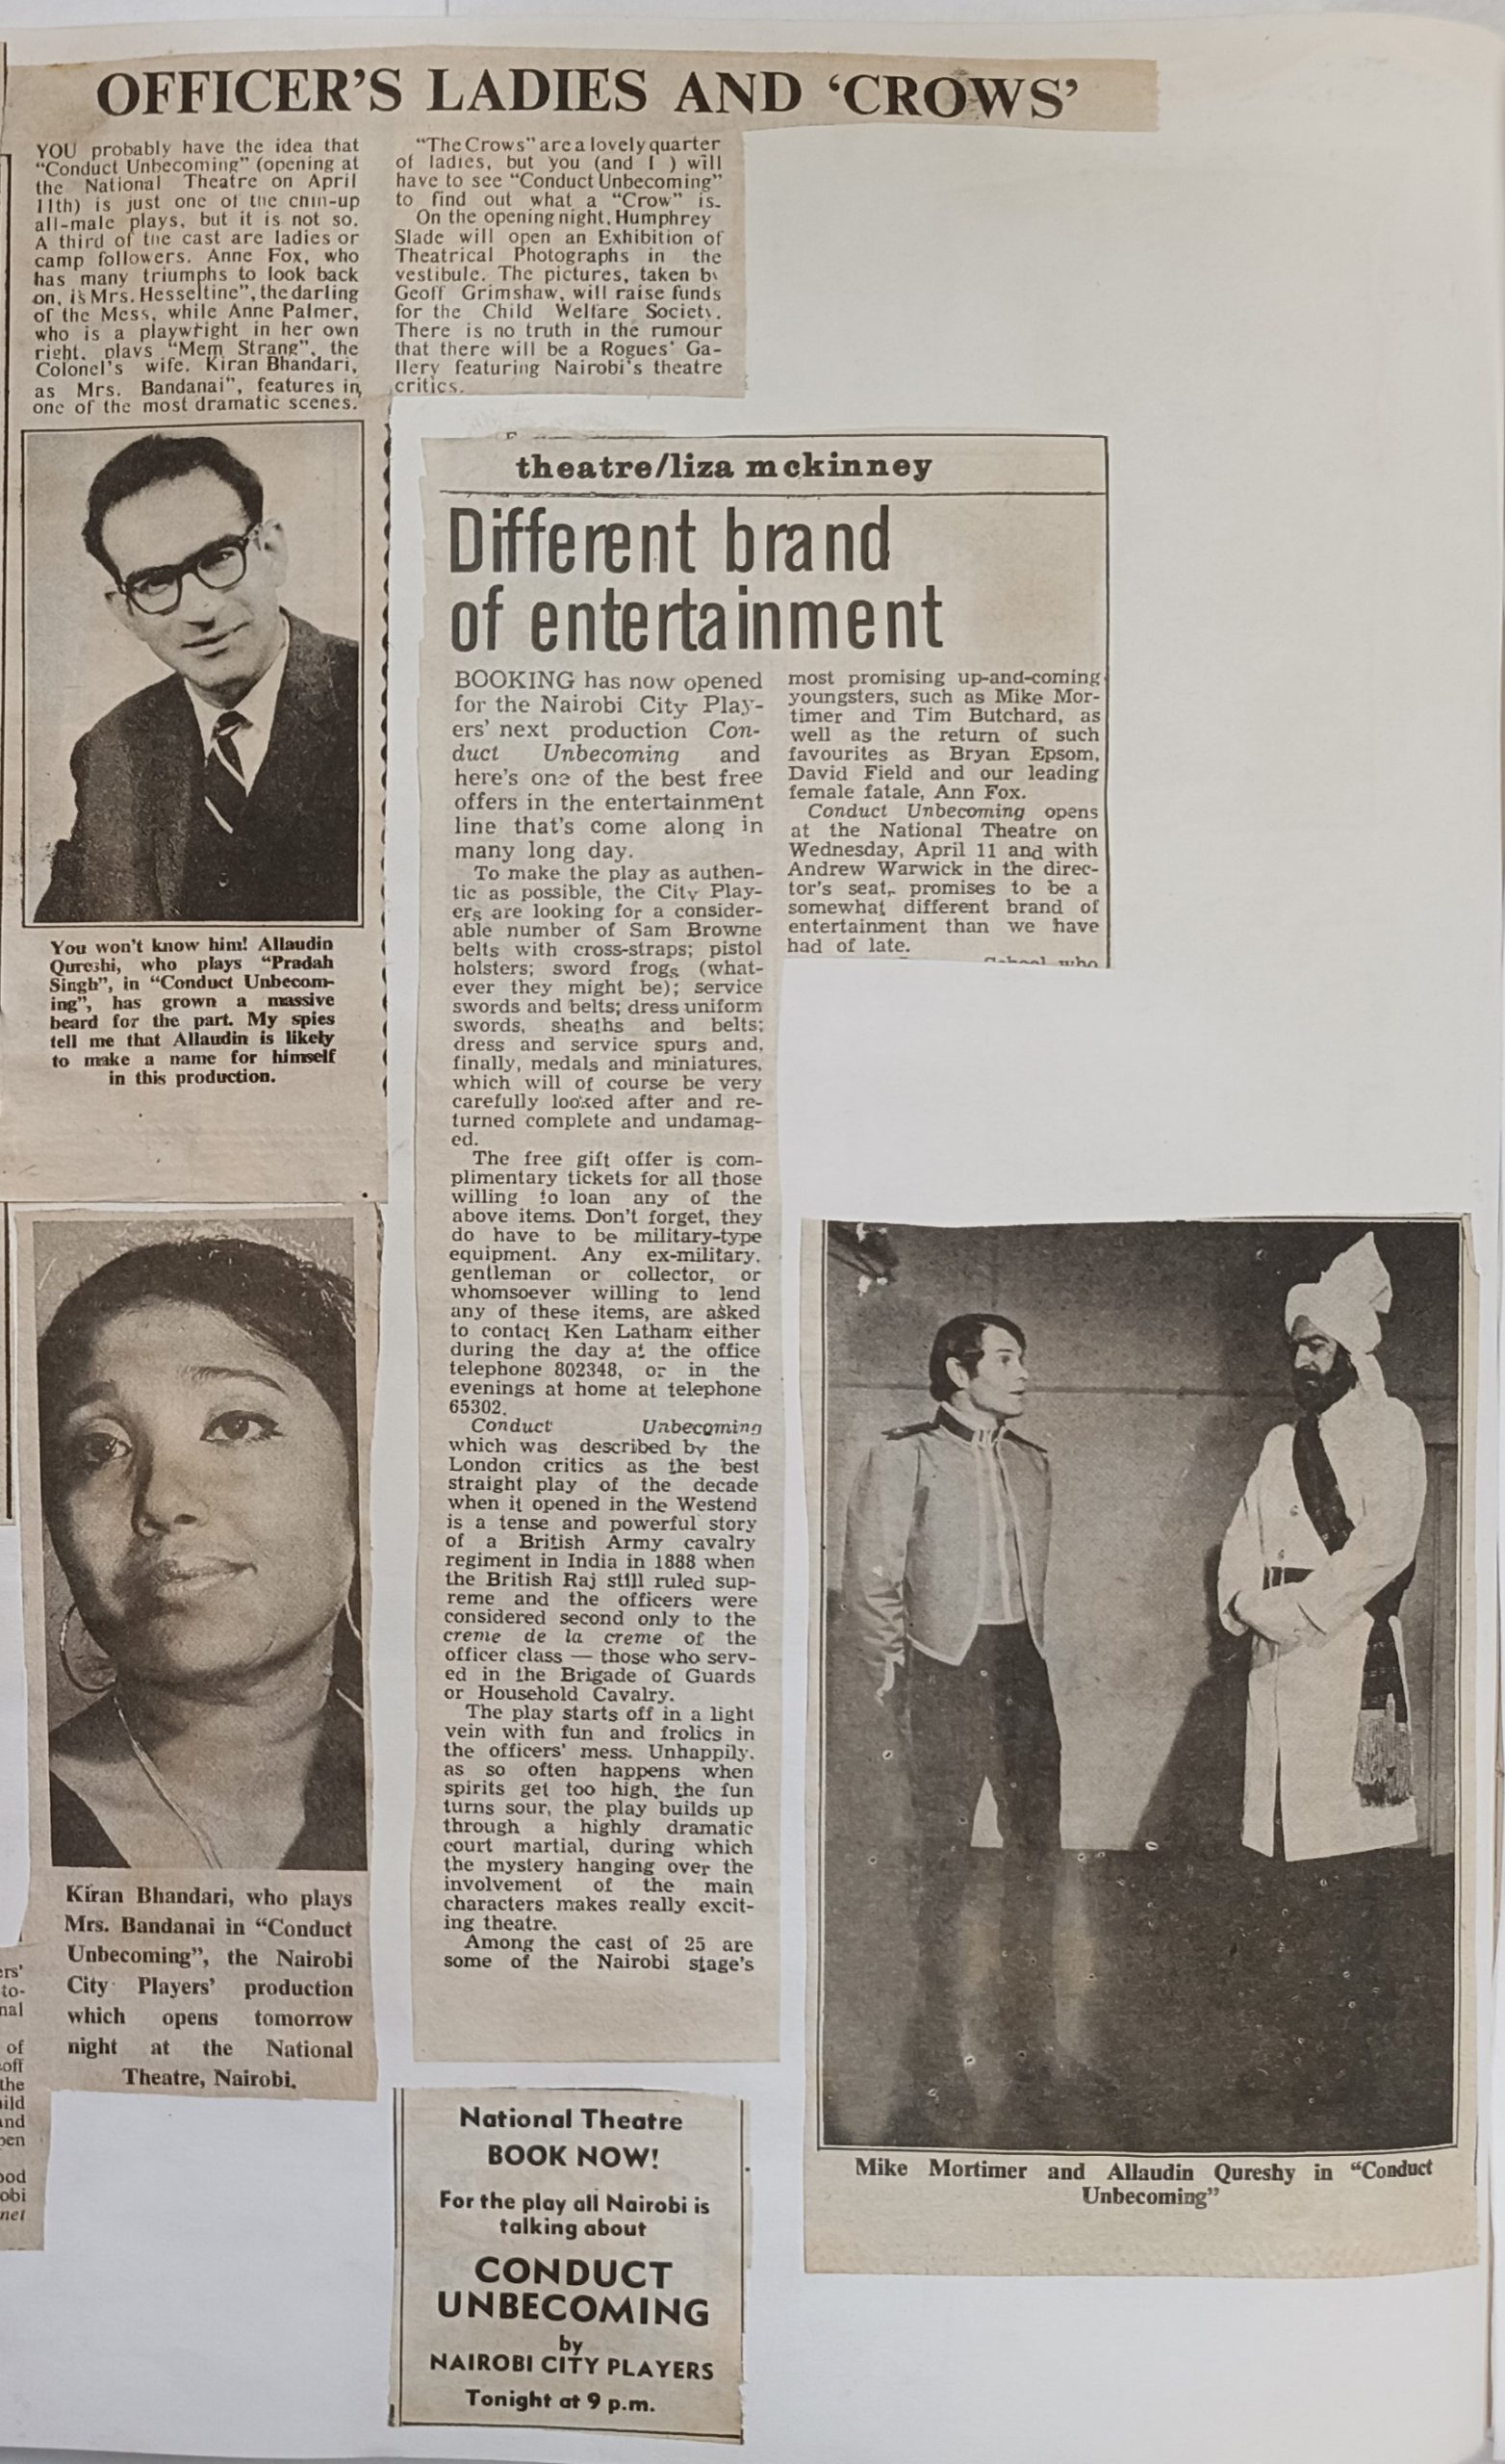 OFFICER'S LADIES AND 'CROWS'
YOU probably have the idea that
"Conduct Unbecoming" (opening at
the National Theatre on April
11th) is just one of the chin-up
all-male plays, but it is not so.
A third of the cast are ladies or
camp followers. Anne Fox, who
has many triumphs to look back
on, is Mrs. Hesseltine", the darling
of the Mess, while Anne Palmer,
who is a playwright in her own
right, plays "Mem Strang", the
Colonel's wife. Kiran Bhandari,
as Mrs. Bandanai", features in
one of the most dramatic scenes.
"The Crows" are a lovely quarter
of ladies, but you (and I ) will
have to see "Conduct Unbecoming"
to find out what a "Crow" is.
On the opening night, Humphrey
Slade will open an Exhibition of
Theatrical Photographs in the
vestibule. The pictures, taken by
Geoff Grimshaw, will raise funds
for the Child Welfare Society.
There is no truth in the rumour
that there will be a Rogues' Ga-
llery featuring Nairobi's theatre
critics.
You won't know him! Allaudin
Qureshi, who plays "Pradah
Singh", in "Conduct Unbecom-
ing", has grown a massive
beard for the part. My spies
tell me that Allaudin is likely
to make a name for himself
in this production.
Kiran Bhandari, who plays
Mrs. Bandanai in "Conduct
Unbecoming", the Nairobi
City Players' production
which opens tomorrow
night at the National
Theatre, Nairobi.
ers'
to-
nal
of
off
the
ild
nd
pen
ood
obi
net
theatre/liza mckinney
Different brand
of entertainment
BOOKING has now opened
for the Nairobi City Play-
ers' next production Con-
duct Unbecoming and
here's one of the best free
offers in the entertainment
line that's come along in
many long day.
To make the play as authen-
tic as possible, the City Play-
ers are looking for a consider-
able number of Sam Browne
belts with cross-straps; pistol
holsters; sword frogs (what-
ever they might be); service
swords and belts; dress uniform
swords, sheaths and belts;
dress and service spurs and,
finally, medals and miniatures,
which will of course be very
carefully looked after and re-
turned complete and undamag-
ed.
The free gift offer is com-
plimentary tickets for all those
willing to loan any of the
above items. Don't forget, they
do have to be military-type
equipment. Any ex-military,
gentleman or collector, or
whomsoever willing to lend
any of these items, are asked
to contact Ken Latham either
during the day at the office
telephone 802348, or in the
evenings at home at telephone
65302.
Conduct Unbecoming
which was described by the
London critics as the best
straight play of the decade
when it opened in the Westend
is a tense and powerful story
of a British Army cavalry
regiment in India in 1888 when
the British Raj still ruled sup-
reme and the officers were
considered second only to the
creme de la creme of the
officer class — those who serv-
ed in the Brigade of Guards
or Household Cavalry.
The play starts off in a light
vein with fun and frolics in
the officers' mess. Unhappily,
as so often happens when
spirits get too high, the fun
turns sour, the play builds up
through a highly dramatic
court martial, during which
the mystery hanging over the
involvement of the main
characters makes really excit-
ing theatre.
Among the cast of 25 are
some of the Nairobi stage's
most promising up-and-coming
youngsters, such as Mike Mor-
timer and Tim Butchard, as
well as the return of such
favourites as Bryan Epsom,
David Field and our leading
female fatale, Ann Fox.
Conduct Unbecoming opens
at the National Theatre on
Wednesday, April 11 and with
Andrew Warwick in the direc-
tor's seat, promises to be a
somewhat different brand of
entertainment than we have
had of late.
who
National Theatre
BOOK NOW!
For the play all Nairobi is
talking about
CONDUCT
UNBECOMING
by
NAIROBI CITY PLAYERS
Tonight at 9 p.m.
Mike Mortimer and Allaudin Qureshy in "Conduct
Unbecoming"